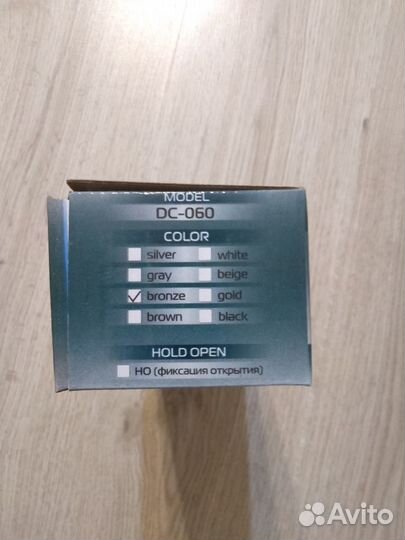 MODEL
DC-060
COLOR
silver white
gray beige
bronze gold
brown black
HOLD OPEN
HO (фиксация открытия)
Avito